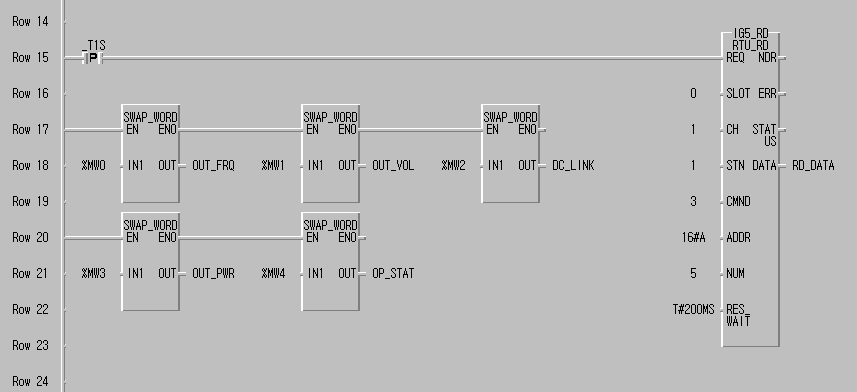 Row 14
IG5_RD
_T1S RTU_RD
Row 15 P REQ NDR
Row 16 0 SLOT ERR
SWAP_WORD SWAP_WORD SWAP_WORD
Row 17 EN ENO EN ENO EN ENO 1 CH STAT
US
Row 18 %MW0 IN1 OUT OUT_FRQ %MW1 IN1 OUT OUT_VOL %MW2 IN1 OUT DC_LINK 1 STN DATA RD_DATA
Row 19 3 CMND
SWAP_WORD SWAP_WORD
Row 20 EN ENO EN ENO 16#A ADDR
Row 21 %MW3 IN1 OUT OUT_PWR %MW4 IN1 OUT OP_STAT 5 NUM
Row 22 T#200MS RES_
WAIT
Row 23
Row 24